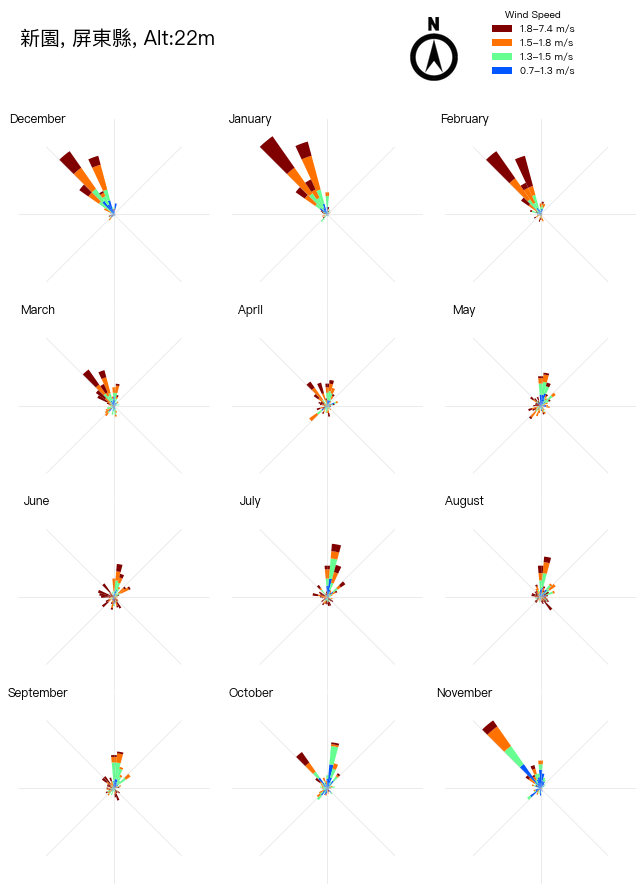 新園, 屏東縣, Alt:22m
N
Wind Speed
1.8–7.4 m/s
1.5–1.8 m/s
1.3–1.5 m/s
0.7–1.3 m/s
December
January
February
March
April
May
June
July
August
September
October
November